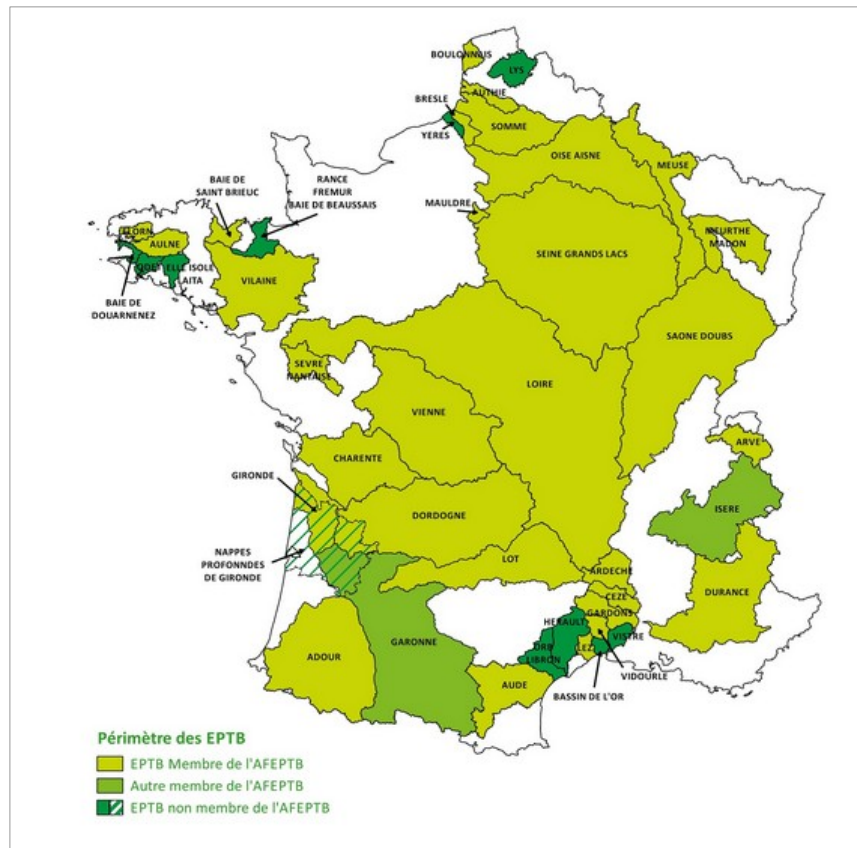 BOULONNAIS
LYS
AUTHIE
BRESLE
SOMME
YERES
OISE AISNE
MEUSE
BAIE DE
SAINT BRIEUC
RANCE
FREMUR
BAIE DE BEAUSSAIS
MAULDRE
MEURTHE
MADON
ELORN
AULNE
SEINE GRANDS LACS
ODET
ELLE ISOLE
LAITA
VILAINE
BAIE DE
DOUARNENEZ
SAONE DOUBS
SEVRE
NANTAISE
LOIRE
VIENNE
ARVE
CHARENTE
GIRONDE
ISERE
DORDOGNE
NAPPES
PROFONNDES
DE GIRONDE
LOT
ARDECHE
CEZE
DURANCE
GARDONS
HERAULT
GARONNE
VISTRE
ORB
LIBRON
LEZ
ADOUR
VIDOURLE
AUDE
BASSIN DE L'OR
Périmètre des EPTB
EPTB Membre de l'AFEPTB
Autre membre de l'AFEPTB
EPTB non membre de l'AFEPTB